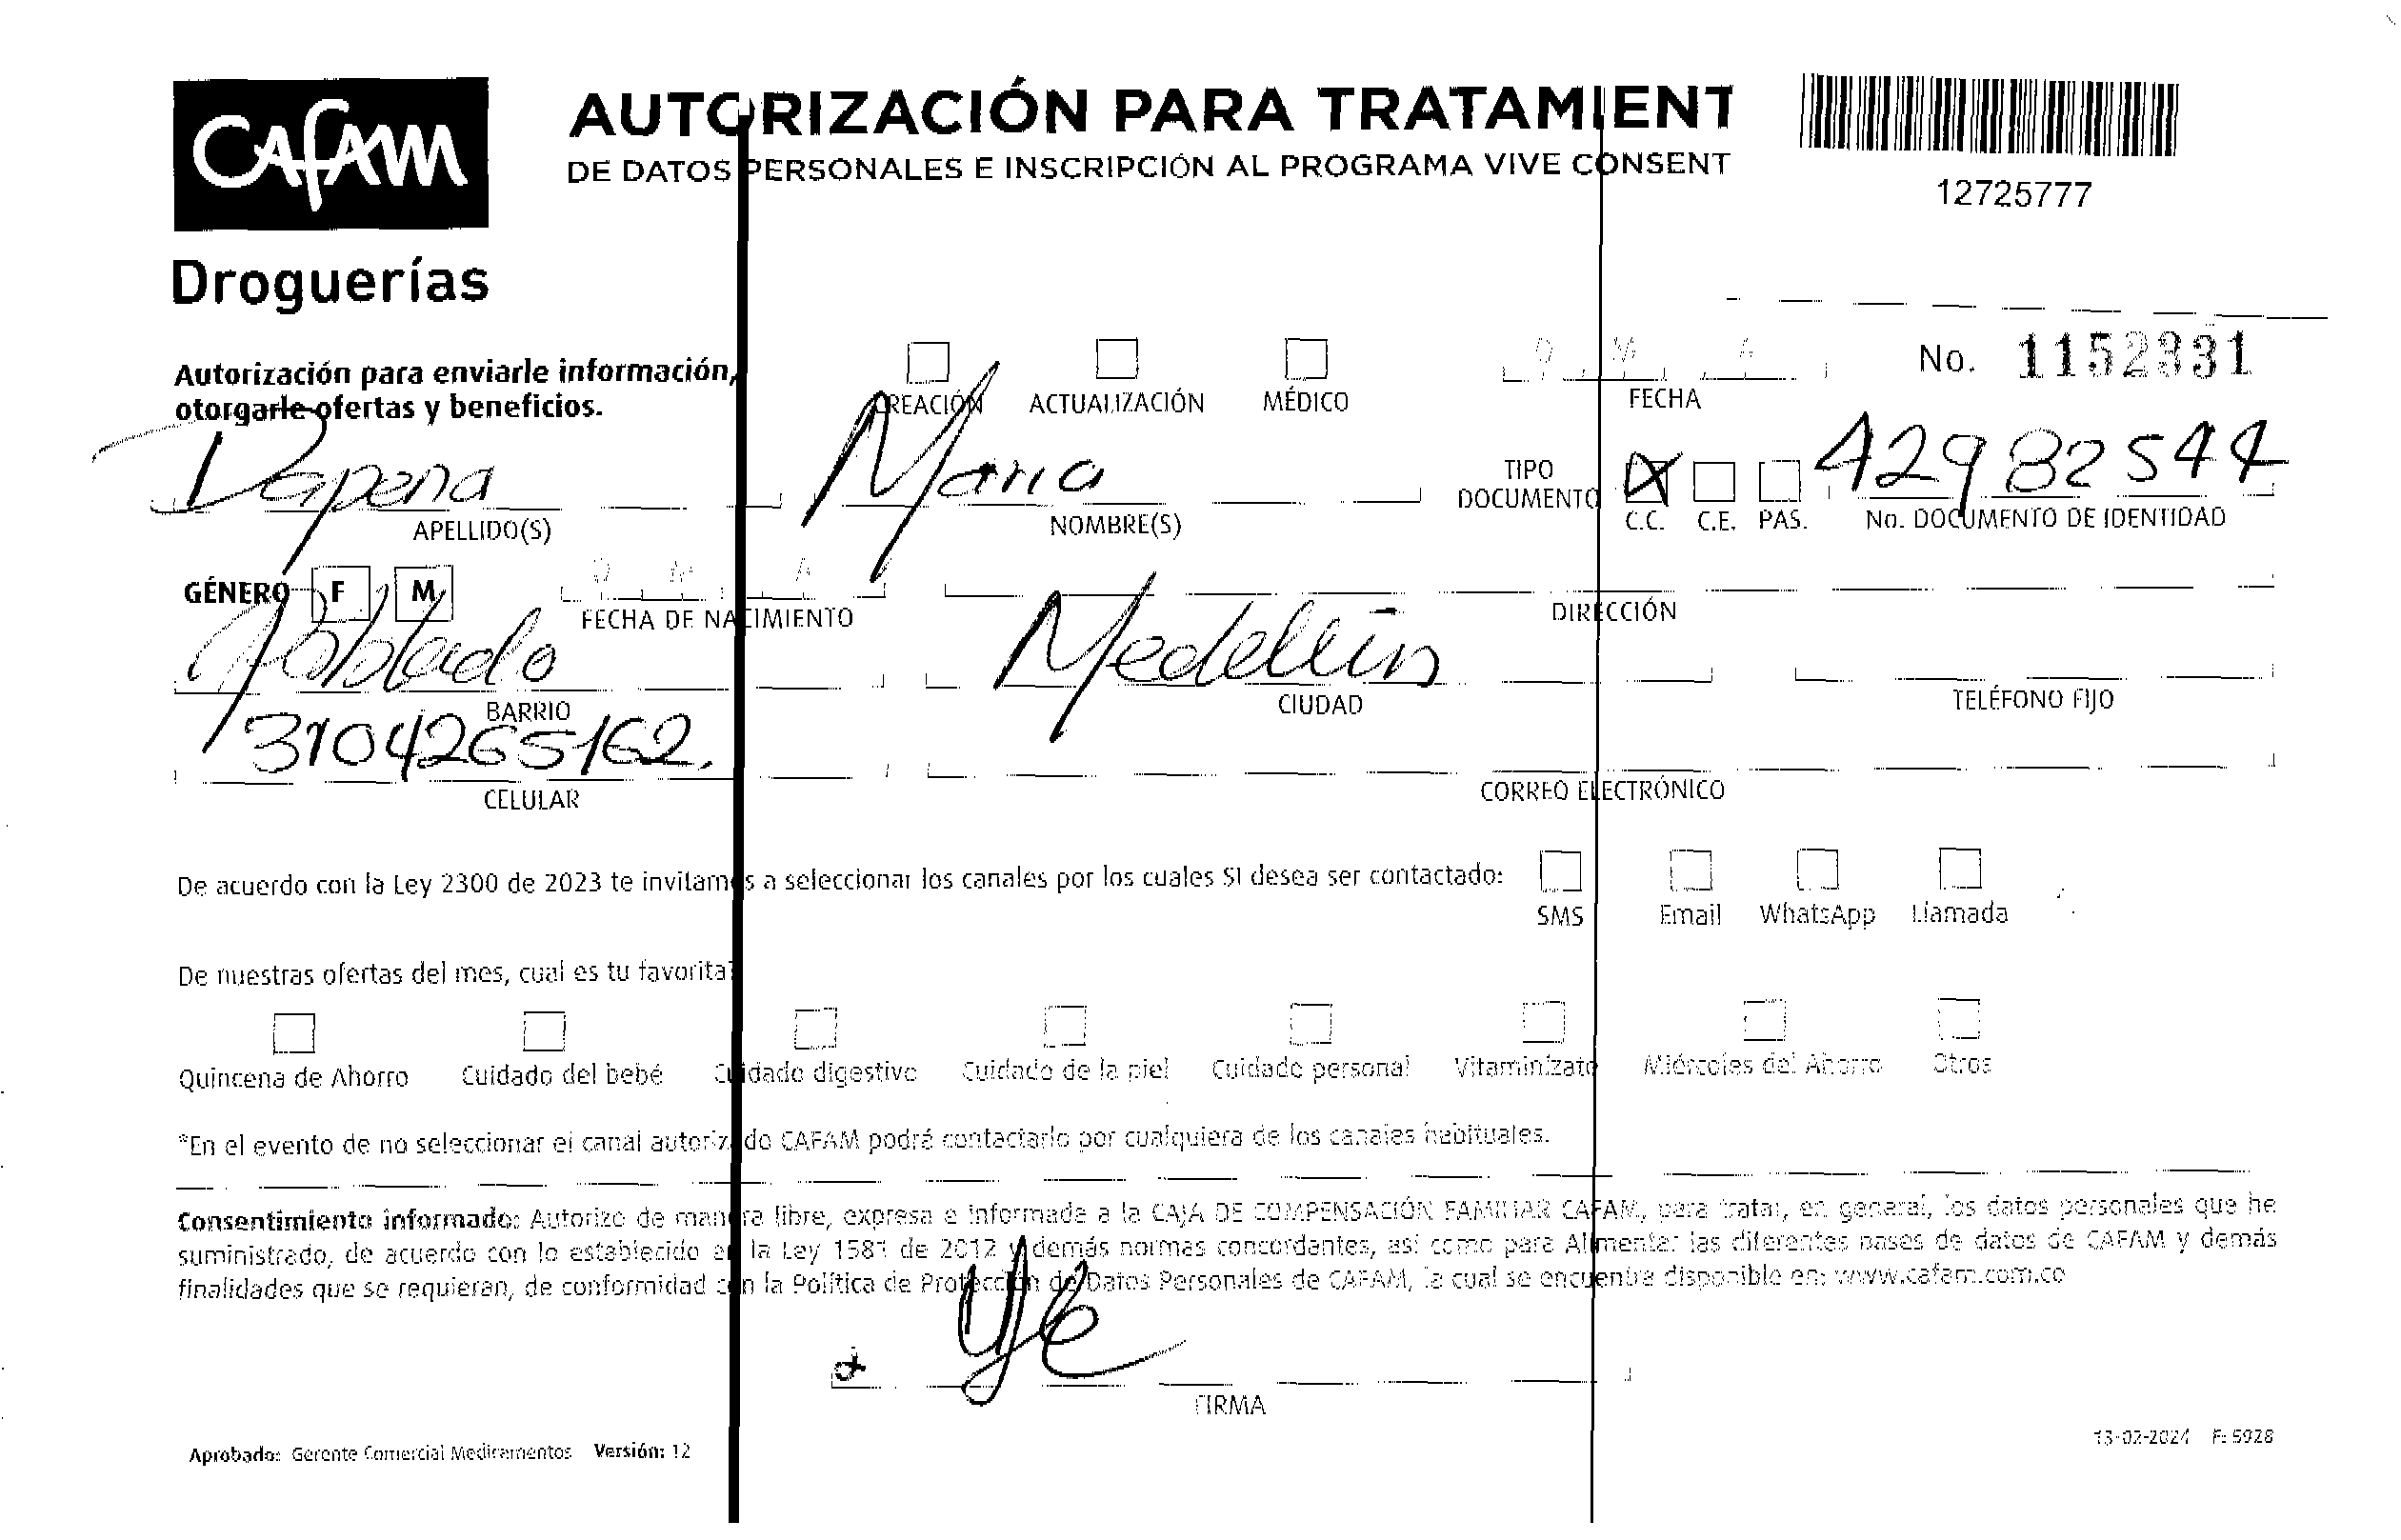 CAFAM
AUTORIZACIÓN PARA TRATAMIENT
DE DATOS PERSONALES E INSCRIPCIÓN AL PROGRAMA VIVE CONSENT
12725777
Droguerías
Autorización para enviarle información,
otorgarle ofertas y beneficios.
CREACIÓN ACTUALIZACIÓN MÉDICO
D M A
FECHA
No. 1152331
Lapena Maria
TIPO DOCUMENTO
C.C. C.E. PAS.
42982544
APELLIDO(S) NOMBRE(S) No. DOCUMENTO DE IDENTIDAD
GÉNERO F M
D M A
FECHA DE NACIMIENTO DIRECCIÓN
Poblado Medellin
BARRIO CIUDAD TELÉFONO FIJO
3104265162.
CELULAR CORREO ELECTRÓNICO
De acuerdo con la Ley 2300 de 2023 te invitamos a seleccionar los canales por los cuales SI desea ser contactado:
SMS Email WhatsApp Llamada
De nuestras ofertas del mes, cual es tu favorita?
Quincena de Ahorro Cuidado del bebé Cuidado digestivo Cuidado de la piel Cuidado personal Vitaminízate Miércoles del Ahorro Otros
*En el evento de no seleccionar el canal autorizado CAFAM podrá contactarlo por cualquiera de los canales habituales.
Consentimiento informado: Autorizo de manera libre, expresa e informada a la CAJA DE COMPENSACIÓN FAMILIAR CAFAM, para tratar, en general, los datos personales que he
suministrado, de acuerdo con lo establecido en la Ley 1581 de 2012 y demás normas concordantes, así como para Alimentar las diferentes bases de datos de CAFAM y demás
finalidades que se requieran, de conformidad con la Política de Protección de Datos Personales de CAFAM, la cual se encuentra disponible en: www.cafam.com.co
FIRMA
Aprobado: Gerente Comercial Medicamentos Versión: 12
13-02-2024 F: 5928